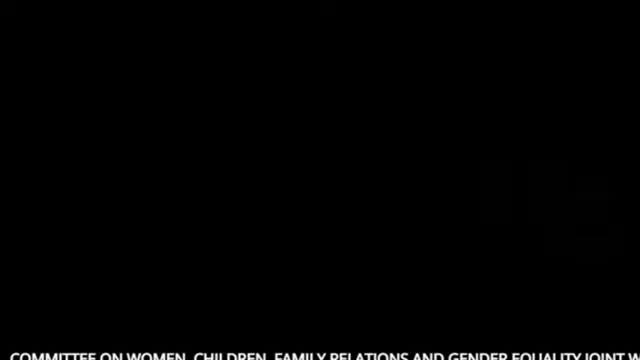 COMMITTEE ON WOMEN, CHILDREN, FAMILY RELATIONS AND GENDER EQUALITY JOINT W